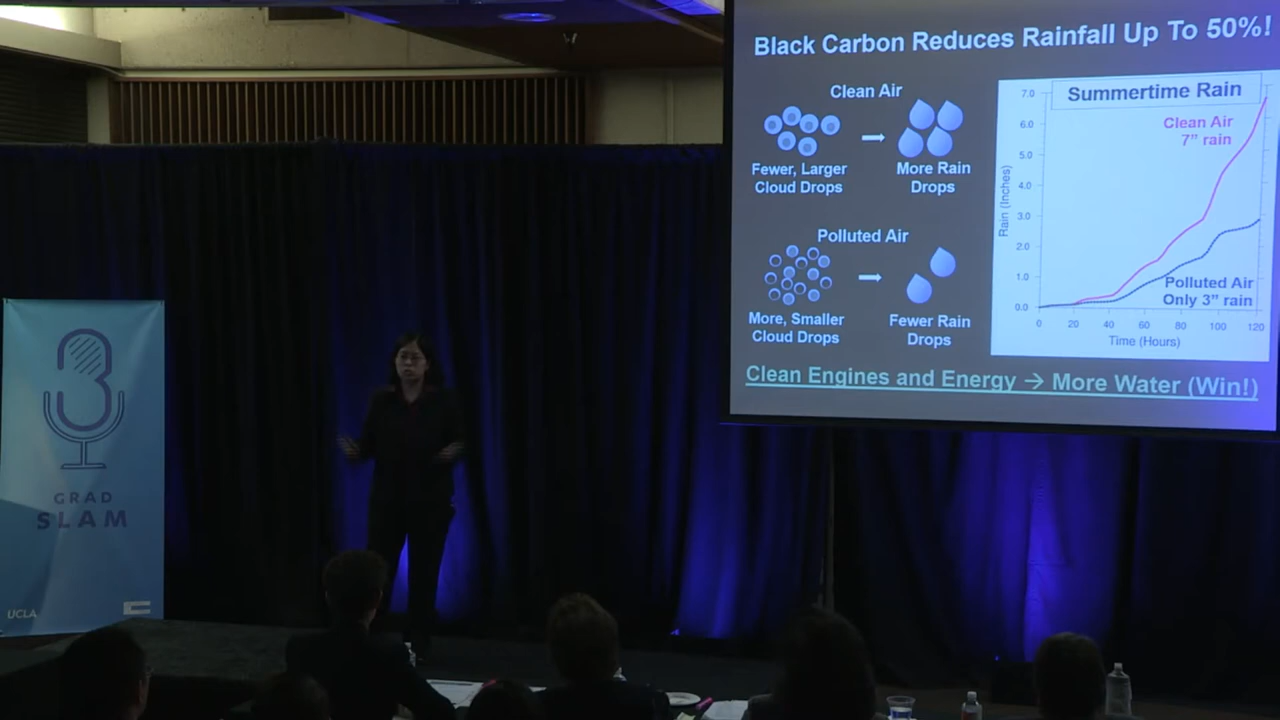 Black Carbon Reduces Rainfall Up To 50%!
Clean Air
Fewer, Larger
Cloud Drops
More Rain
Drops
Polluted Air
More, Smaller
Cloud Drops
Fewer Rain
Drops
Summertime Rain
Clean Air
7” rain
Polluted Air
Only 3” rain
Rain (Inches)
7.0
6.0
5.0
4.0
3.0
2.0
1.0
0.0
0 20 40 60 80 100 120
Time (Hours)
Clean Engines and Energy → More Water (Win!)
3
GRAD
SLAM
UCLA